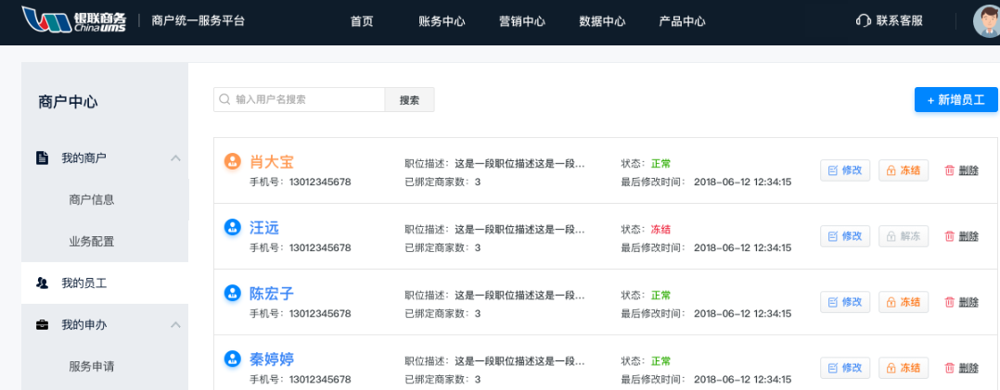 银联商务 China ums 商户统一服务平台 首页 账务中心 营销中心 数据中心 产品中心 联系客服
商户中心
我的商户
商户信息
业务配置
我的员工
我的申办
服务申请
输入用户名搜索 搜索 + 新增员工
肖大宝 职位描述：这是一段职位描述这是一段... 状态：正常 修改 冻结 删除
手机号：13012345678 已绑定商家数：3 最后修改时间： 2018-06-12 12:34:15
汪远 职位描述：这是一段职位描述这是一段... 状态：冻结 修改 解冻 删除
手机号：13012345678 已绑定商家数：3 最后修改时间： 2018-06-12 12:34:15
陈宏子 职位描述：这是一段职位描述这是一段... 状态：正常 修改 冻结 删除
手机号：13012345678 已绑定商家数：3 最后修改时间： 2018-06-12 12:34:15
秦婷婷 职位描述：这是一段职位描述这是一段... 状态：正常 修改 冻结 删除
手机号：13012345678 已绑定商家数：3 最后修改时间： 2018-06-12 12:34:15